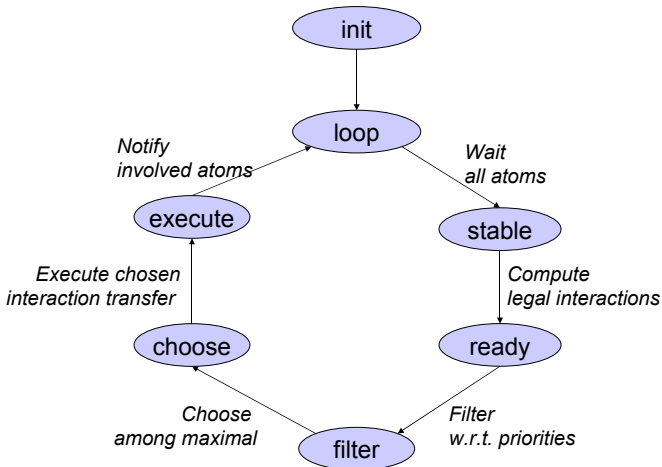 init
loop
Notify
involved atoms
Wait
all atoms
execute
stable
Execute chosen
interaction transfer
Compute
legal interactions
choose
ready
Choose
among maximal
Filter
w.r.t. priorities
filter